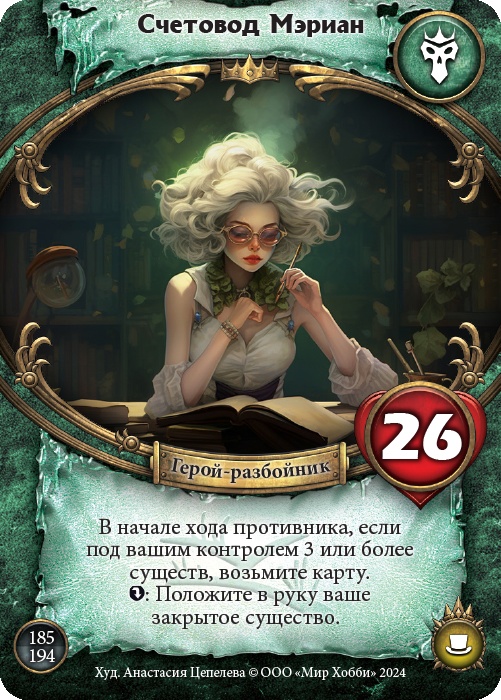 Счетовод Мэриан
26
Герой-разбойник
В начале хода противника, если
под вашим контролем 3 или более
существ, возьмите карту.
: Положите в руку ваше
закрытое существо.
185
194
Худ. Анастасия Цепелева © ООО «Мир Хобби» 2024